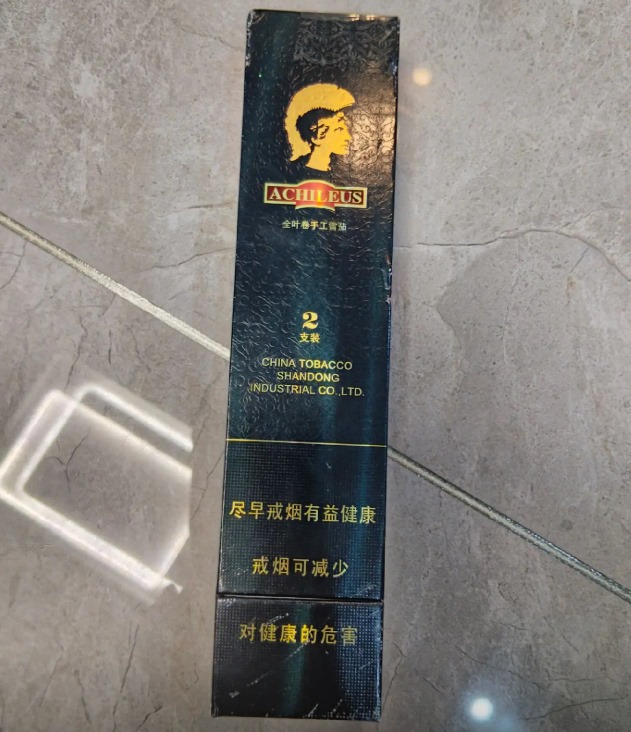 ACHILEUS
全叶卷手工雪茄
2
支装
CHINA TOBACCO
SHANDONG
INDUSTRIAL CO.,LTD.
尽早戒烟有益健康
戒烟可减少
对健康的危害